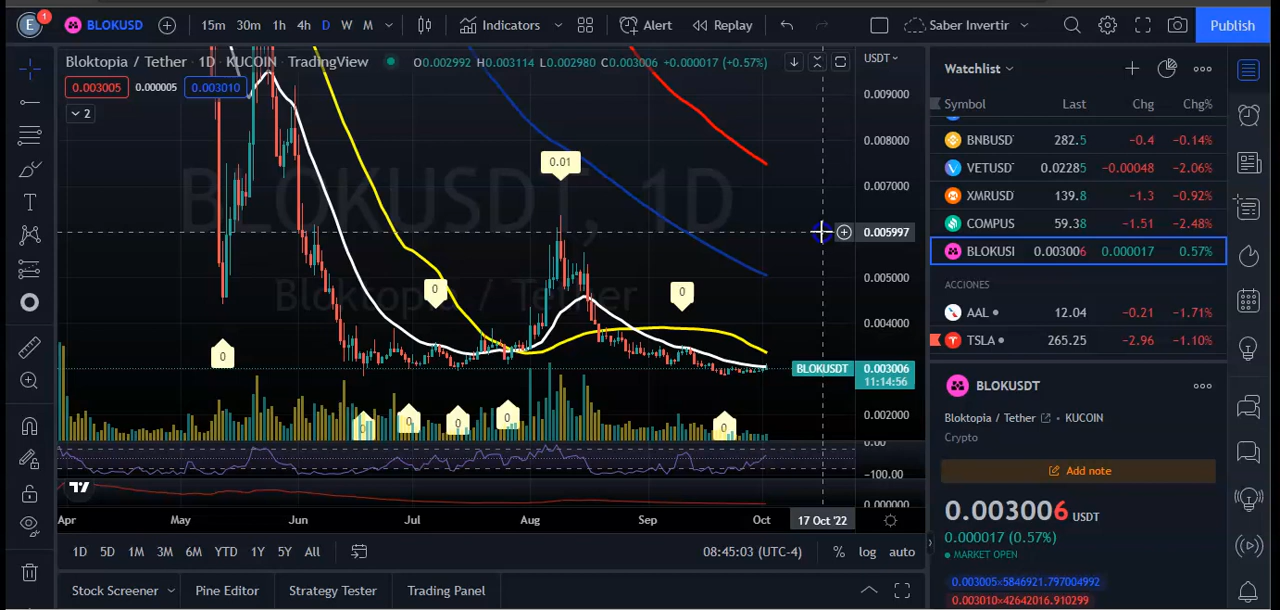 E 1 BLOKUSD 15m 30m 1h 4h D W M Indicators Alert Replay Saber Invertir Publish
Bloktopia / Tether · 1D · KUCOIN TradingView O0.002992 H0.003114 L0.002980 C0.003006 +0.000017 (+0.57%) USDT
0.003005 0.000005 0.003010
2
BLOKUSDT, 1D
Bloktopia / Tether
0.01
0
0
0
0
0
0
0
0
0.009000
0.008000
0.007000
0.005997
0.005000
0.004000
BLOKUSDT 0.003006
11:14:56
0.002000
0.00
-100.00
0.000000
Apr May Jun Jul Aug Sep Oct 17 Oct '22
1D 5D 1M 3M 6M YTD 1Y 5Y All 08:45:03 (UTC-4) % log auto
Stock Screener Pine Editor Strategy Tester Trading Panel
Watchlist
Symbol Last Chg Chg%
BNBUSD 282.5 -0.4 -0.14%
VETUSD 0.02285 -0.00048 -2.06%
XMRUSD 139.8 -1.3 -0.92%
COMPUS 59.38 -1.51 -2.48%
BLOKUSI 0.003006 0.000017 0.57%
ACCIONES
AAL 12.04 -0.21 -1.71%
TSLA 265.25 -2.96 -1.10%
BLOKUSDT
Bloktopia / Tether • KUCOIN
Crypto
Add note
0.003006 USDT
0.000017 (0.57%)
MARKET OPEN
0.003005×5846921.797004992
0.003010×42642016.910299